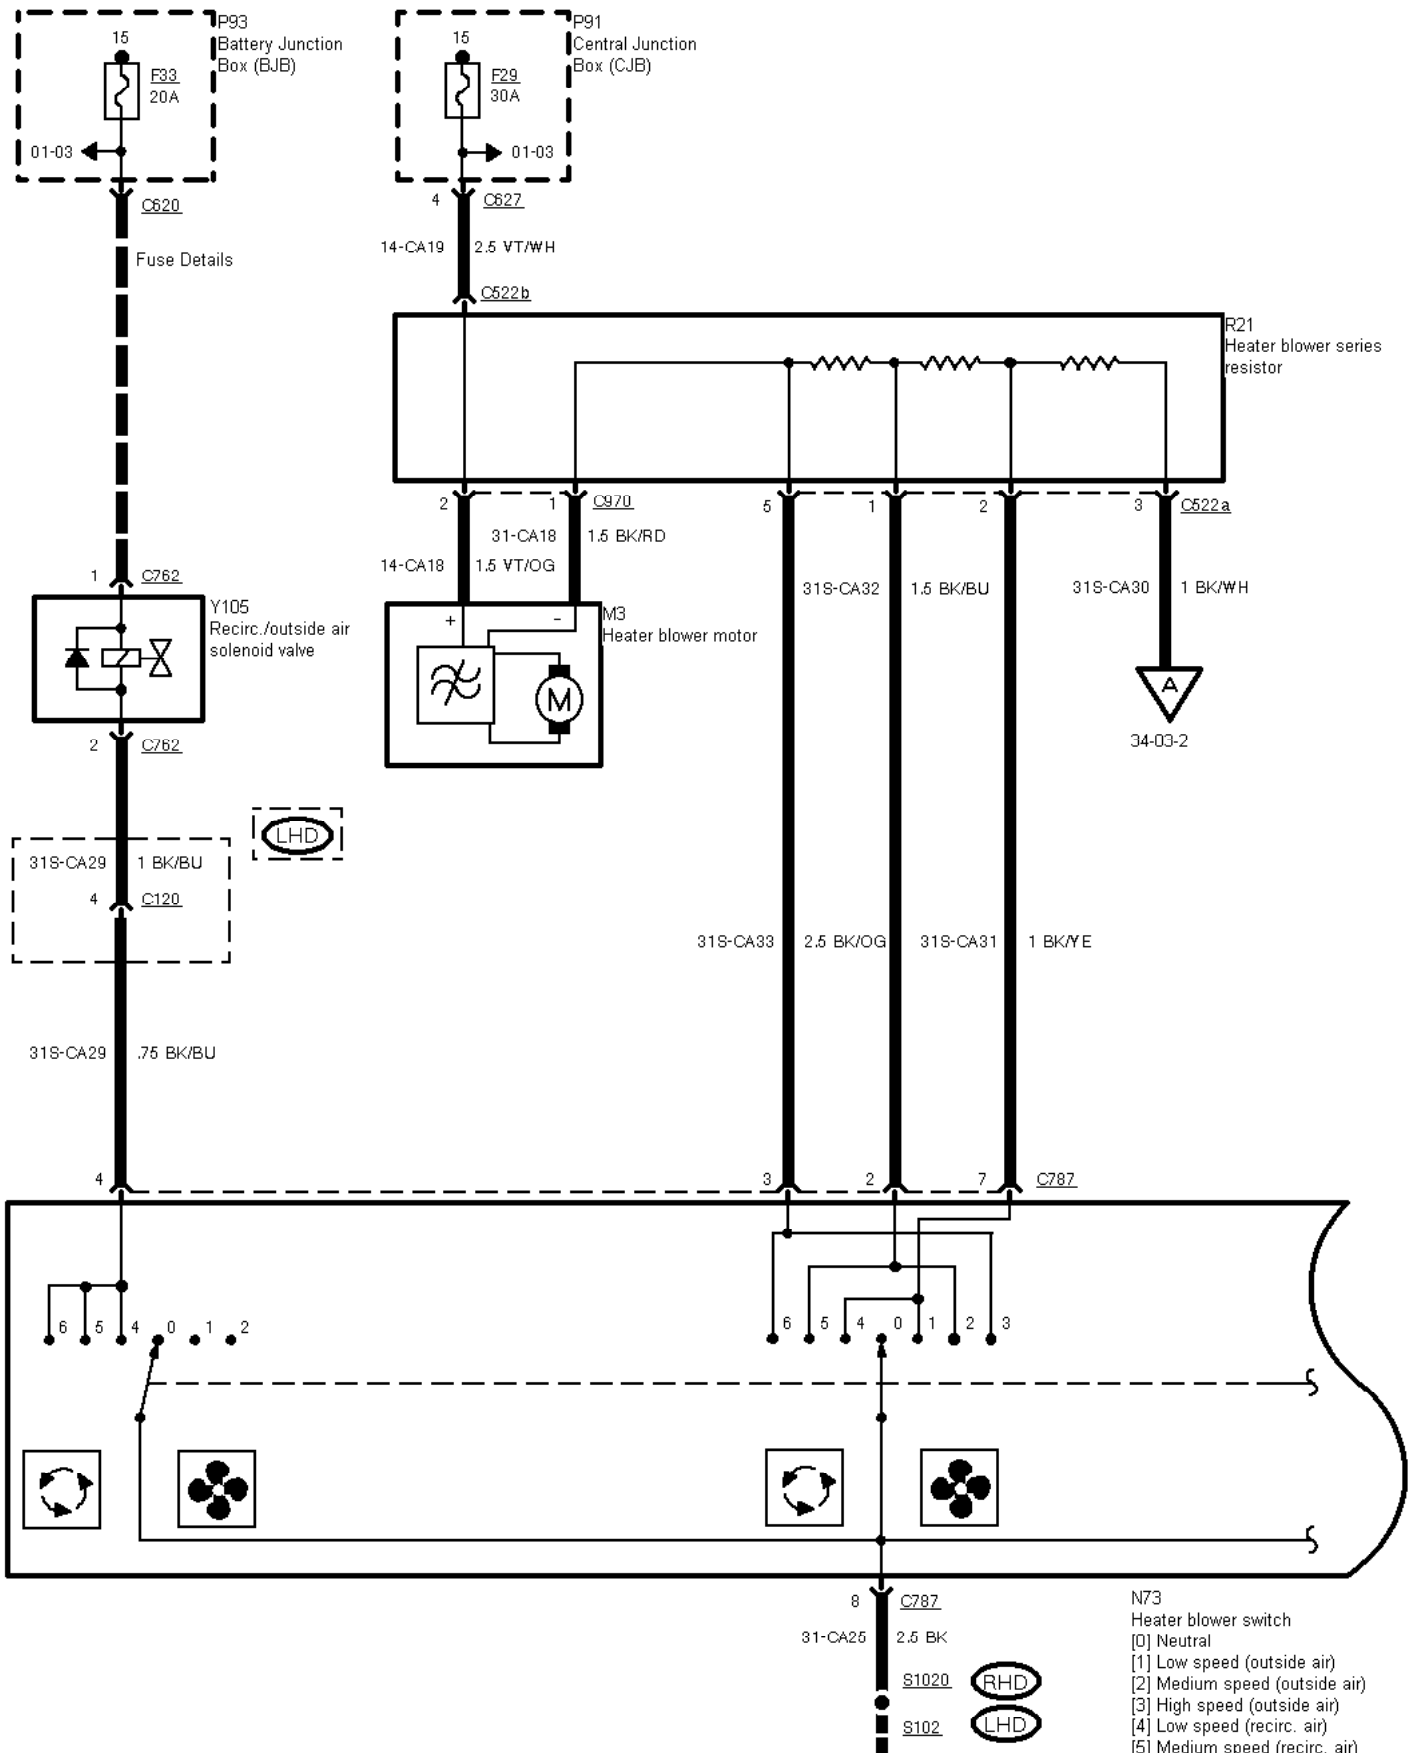 P93
Battery Junction
Box (BJB)
15
F33
20A
01-03
C620
Fuse Details
P91
Central Junction
Box (CJB)
15
F29
30A
01-03
4 C627
14-CA19 2.5 VT/WH
C522b
R21
Heater blower series
resistor
2 1 C970
5 1 2 3 C522a
31-CA18 1.5 BK/RD
14-CA18 1.5 VT/OG
31S-CA32 1.5 BK/BU
31S-CA30 1 BK/WH
1 C762
Y105
Recirc./outside air
solenoid valve
+ -
M3
Heater blower motor
M
A
34-03-2
2 C762
LHD
31S-CA29 1 BK/BU
4 C120
31S-CA33 2.5 BK/OG
31S-CA31 1 BK/YE
31S-CA29 .75 BK/BU
4 3 2 7 C787
6 5 4 0 1 2
6 5 4 0 1 2 3
8 C787
31-CA25 2.5 BK
S1020 RHD
S102 LHD
N73
Heater blower switch
[0] Neutral
[1] Low speed (outside air)
[2] Medium speed (outside air)
[3] High speed (outside air)
[4] Low speed (recirc. air)
[5] Medium speed (recirc. air)